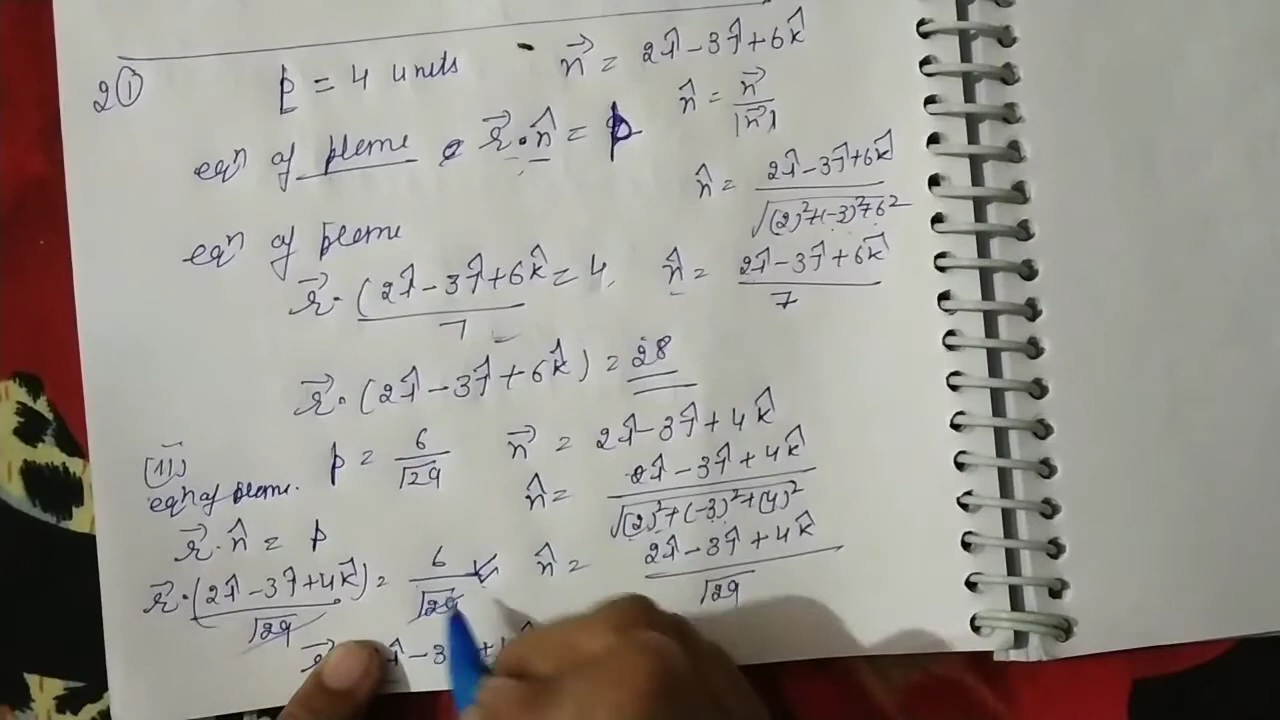 2 ① p = 4 units n⃗ = 2î - 3ĵ + 6k̂
n̂ = n⃗ / |n⃗|
eqⁿ of plane r⃗ · n̂ = p
n̂ = (2î - 3ĵ + 6k̂) / √((2)² + (-3)² + 6²)
eqⁿ of plane
r⃗ · (2î - 3ĵ + 6k̂ / 7 = 4 n̂ = (2î - 3ĵ + 6k̂) / 7
r⃗ · (2î - 3ĵ + 6k̂) = 28
(ii) p = 6/√29 n⃗ = 2î - 3ĵ + 4k̂
eqⁿ of plane. n̂ = (2î - 3ĵ + 4k̂) / √((2)² + (-3)² + (4)²)
r⃗ · n̂ = p
r⃗ · (2î - 3ĵ + 4k̂) / √29 = 6/√29 n̂ = (2î - 3ĵ + 4k̂) / √29
r⃗ î - 3 +